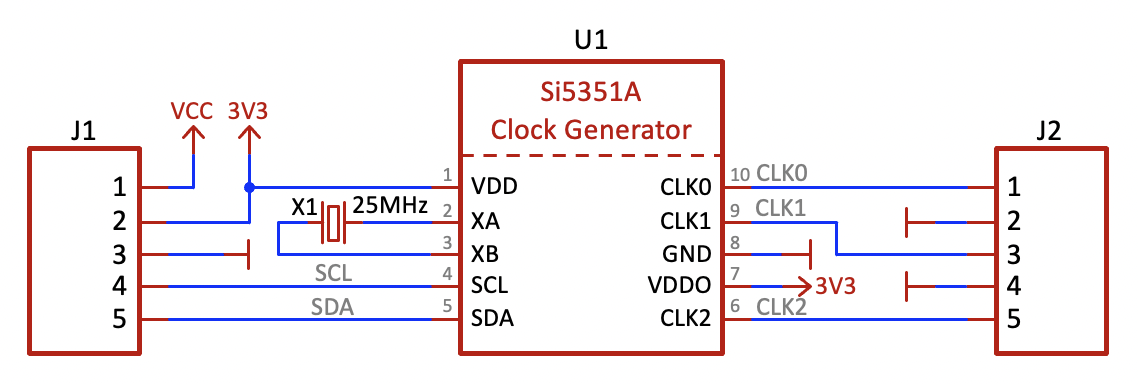 U1
Si5351A
Clock Generator
VCC 3V3
J1
J2
1 1 VDD CLK0 10 CLK0 1
X1 25MHz
2 2 XA CLK1 9 CLK1 2
3 3 XB GND 8 3
SCL
4 4 SCL VDDO 7 3V3 4
SDA
5 5 SDA CLK2 6 CLK2 5